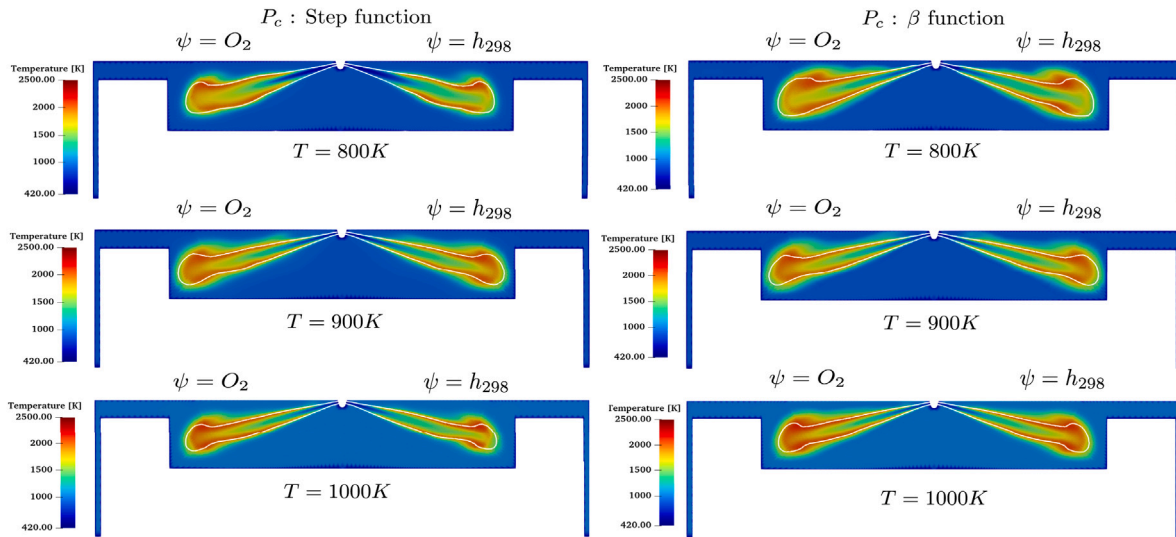 P_c : Step function
P_c : β function
ψ = O_2
ψ = h_298
ψ = O_2
ψ = h_298
Temperature [K]
2500.00
2000
1500
1000
420.00
T = 800K
Temperature [K]
2500.00
2000
1500
1000
420.00
T = 800K
ψ = O_2
ψ = h_298
ψ = O_2
ψ = h_298
Temperature [K]
2500.00
2000
1500
1000
420.00
T = 900K
Temperature [K]
2500.00
2000
1500
1000
420.00
T = 900K
ψ = O_2
ψ = h_298
ψ = O_2
ψ = h_298
Temperature [K]
2500.00
2000
1500
1000
420.00
T = 1000K
Temperature [K]
2500.00
2000
1500
1000
420.00
T = 1000K